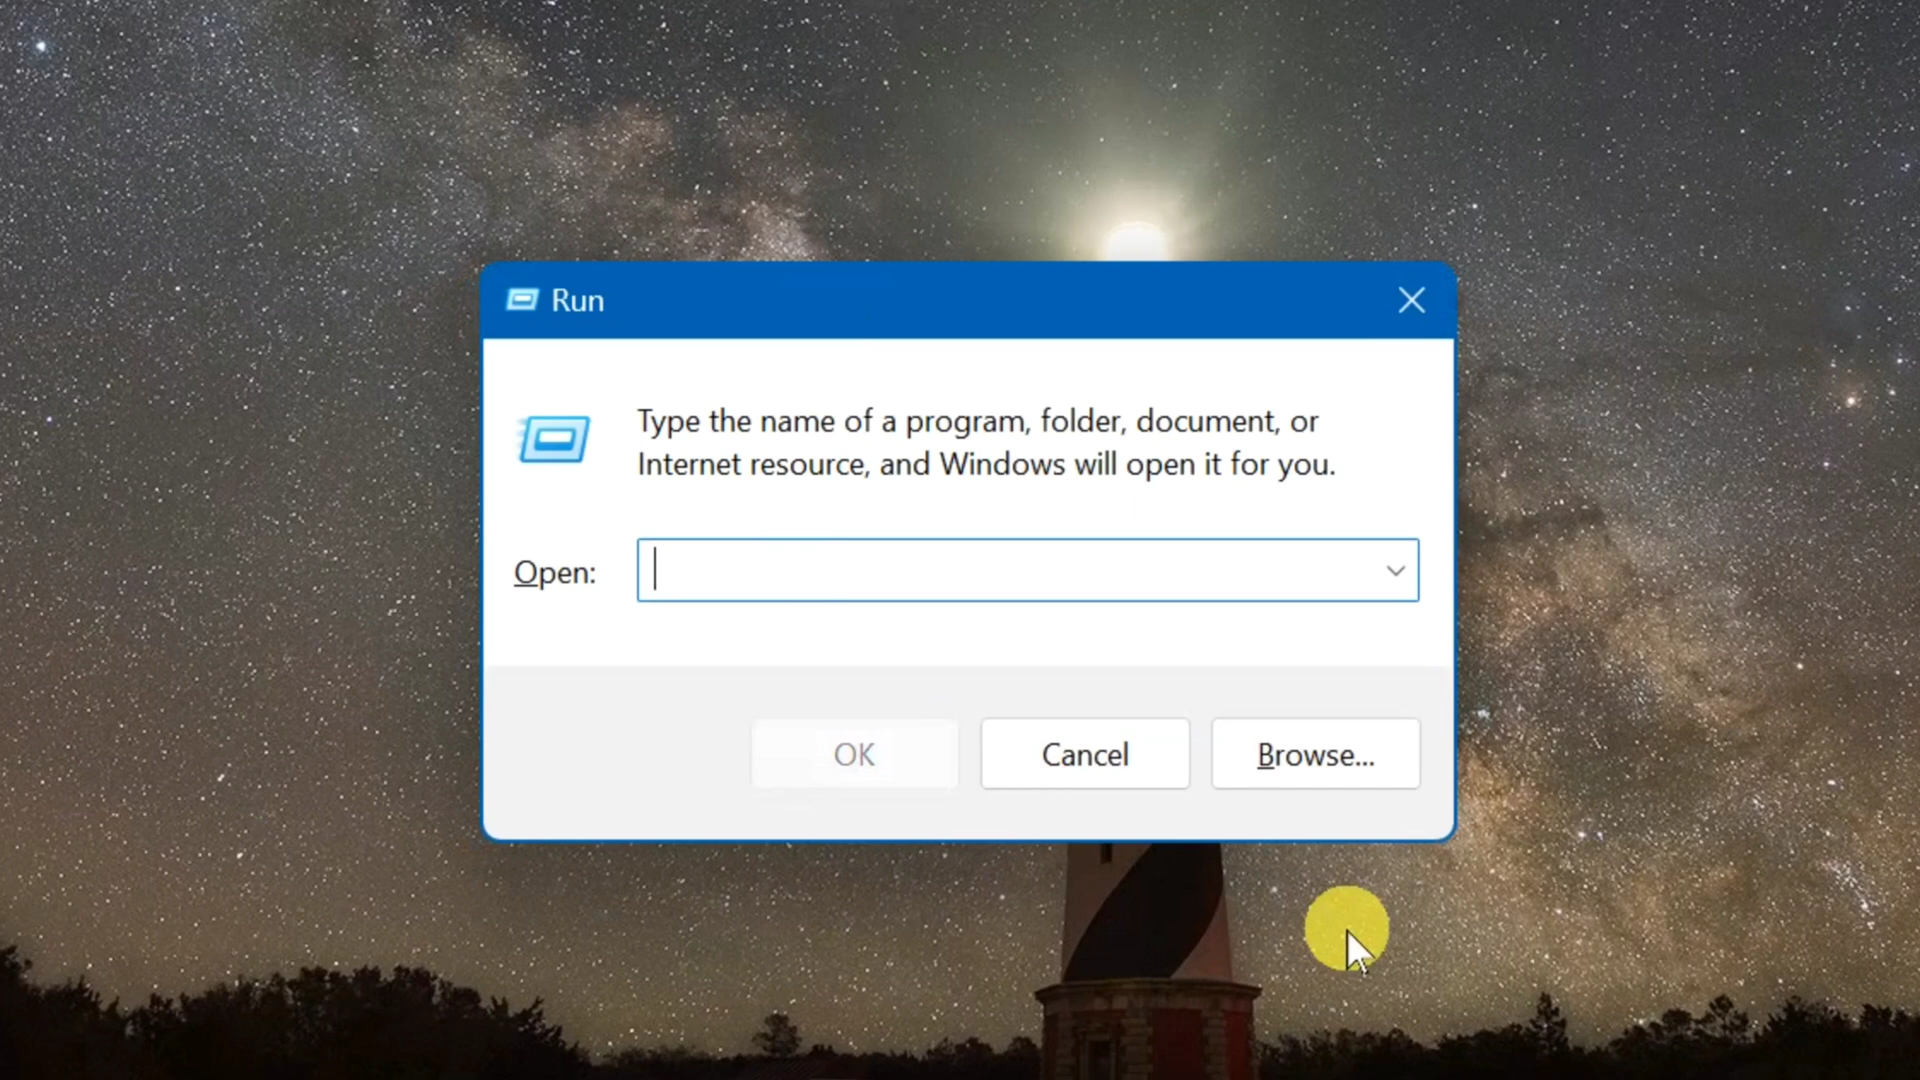 Run
Type the name of a program, folder, document, or
Internet resource, and Windows will open it for you.
Open:
OK
Cancel
Browse...